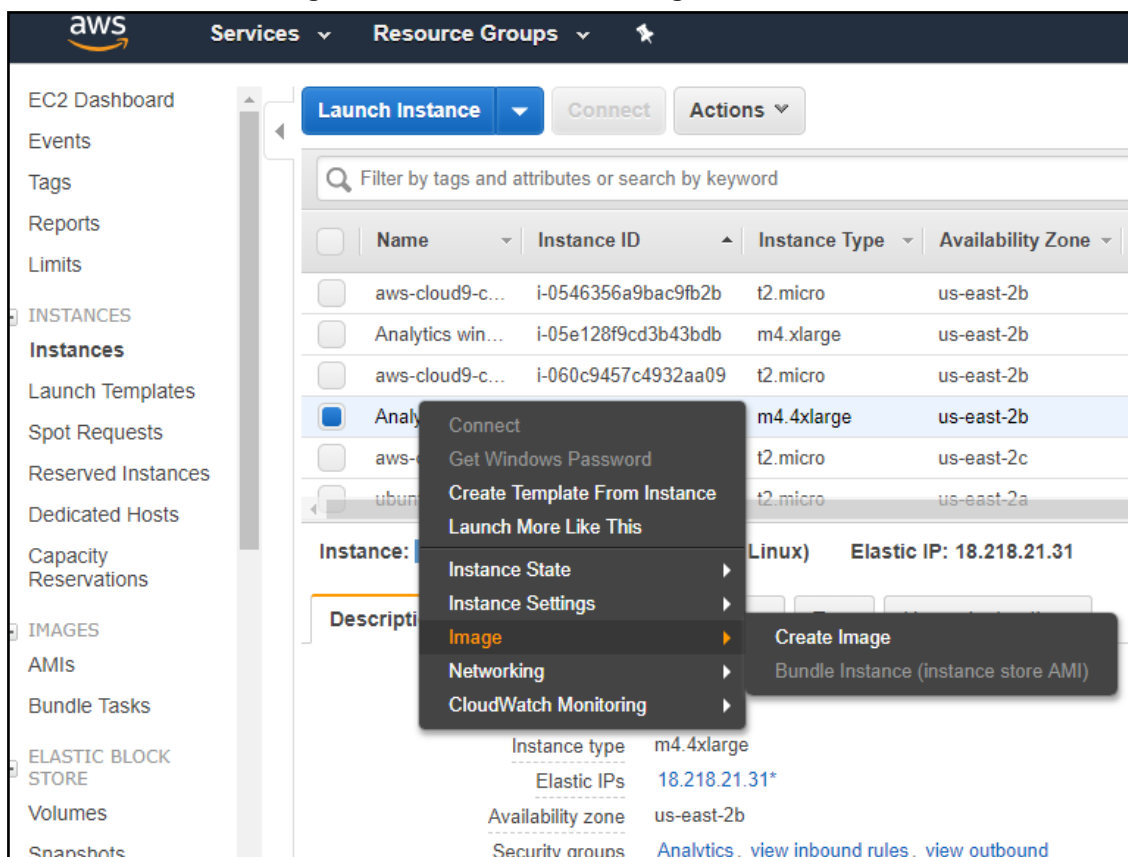 aws Services Resource Groups
EC2 Dashboard
Events
Tags
Reports
Limits
INSTANCES
Instances
Launch Templates
Spot Requests
Reserved Instances
Dedicated Hosts
Capacity
Reservations
IMAGES
AMIs
Bundle Tasks
ELASTIC BLOCK
STORE
Volumes
Snapshots
Launch Instance Connect Actions
Filter by tags and attributes or search by keyword
Name Instance ID Instance Type Availability Zone
aws-cloud9-c... i-0546356a9bac9fb2b t2.micro us-east-2b
Analytics win... i-05e128f9cd3b43bdb m4.xlarge us-east-2b
aws-cloud9-c... i-060c9457c4932aa09 t2.micro us-east-2b
Analy m4.4xlarge us-east-2b
aws- t2.micro us-east-2c
ubun t2.micro us-east-2a
Connect
Get Windows Password
Create Template From Instance
Launch More Like This
Instance State
Instance Settings
Image
Networking
CloudWatch Monitoring
Create Image
Bundle Instance (instance store AMI)
Instance: Linux) Elastic IP: 18.218.21.31
Descripti
Instance type m4.4xlarge
Elastic IPs 18.218.21.31*
Availability zone us-east-2b
Security groups Analytics, view inbound rules, view outbound